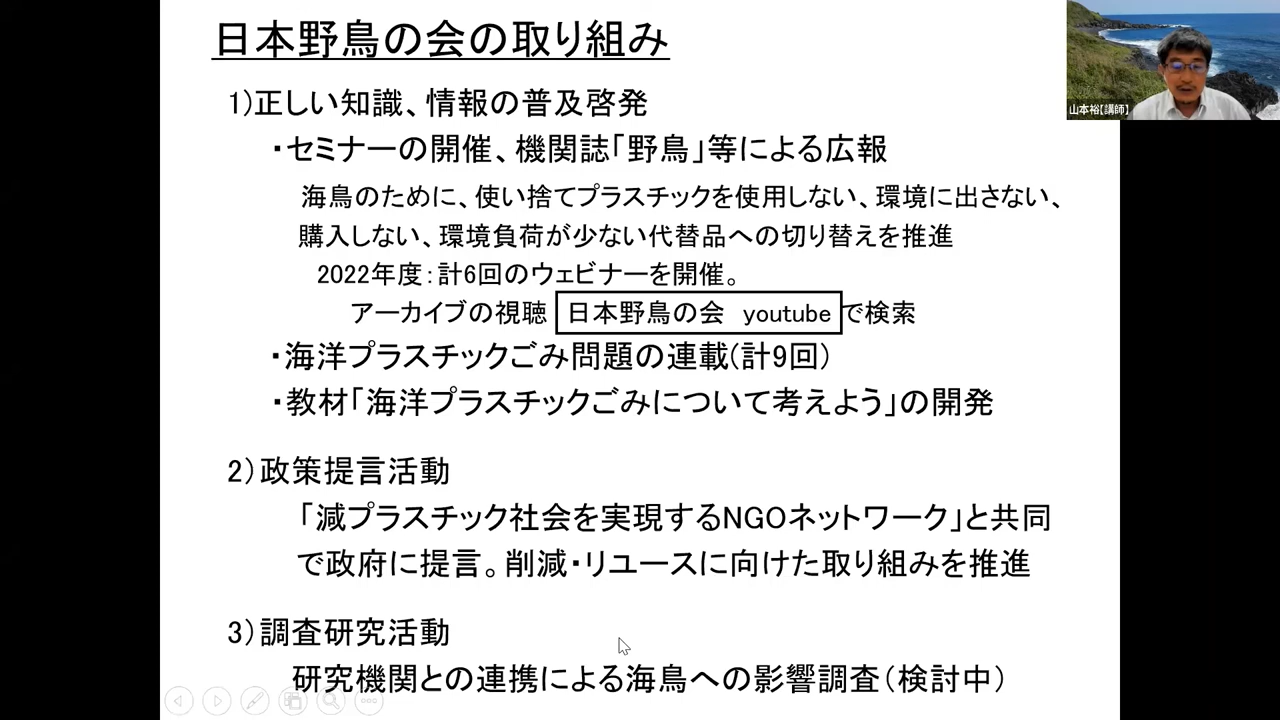 日本野鳥の会の取り組み
山本裕【講師】
1)正しい知識、情報の普及啓発
・セミナーの開催、機関誌「野鳥」等による広報
海鳥のために、使い捨てプラスチックを使用しない、環境に出さない、
購入しない、環境負荷が少ない代替品への切り替えを推進
2022年度：計6回のウェビナーを開催。
アーカイブの視聴 日本野鳥の会 youtube で検索
・海洋プラスチックごみ問題の連載(計9回)
・教材「海洋プラスチックごみについて考えよう」の開発
2）政策提言活動
「減プラスチック社会を実現するNGOネットワーク」と共同
で政府に提言。削減・リユースに向けた取り組みを推進
3）調査研究活動
研究機関との連携による海鳥への影響調査（検討中）